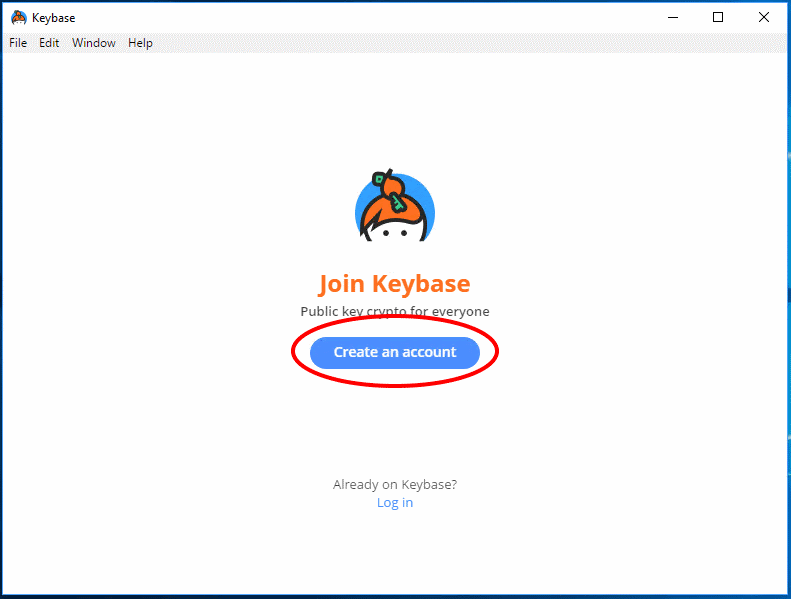 Keybase
File Edit Window Help
Join Keybase
Public key crypto for everyone
Create an account
Already on Keybase?
Log in